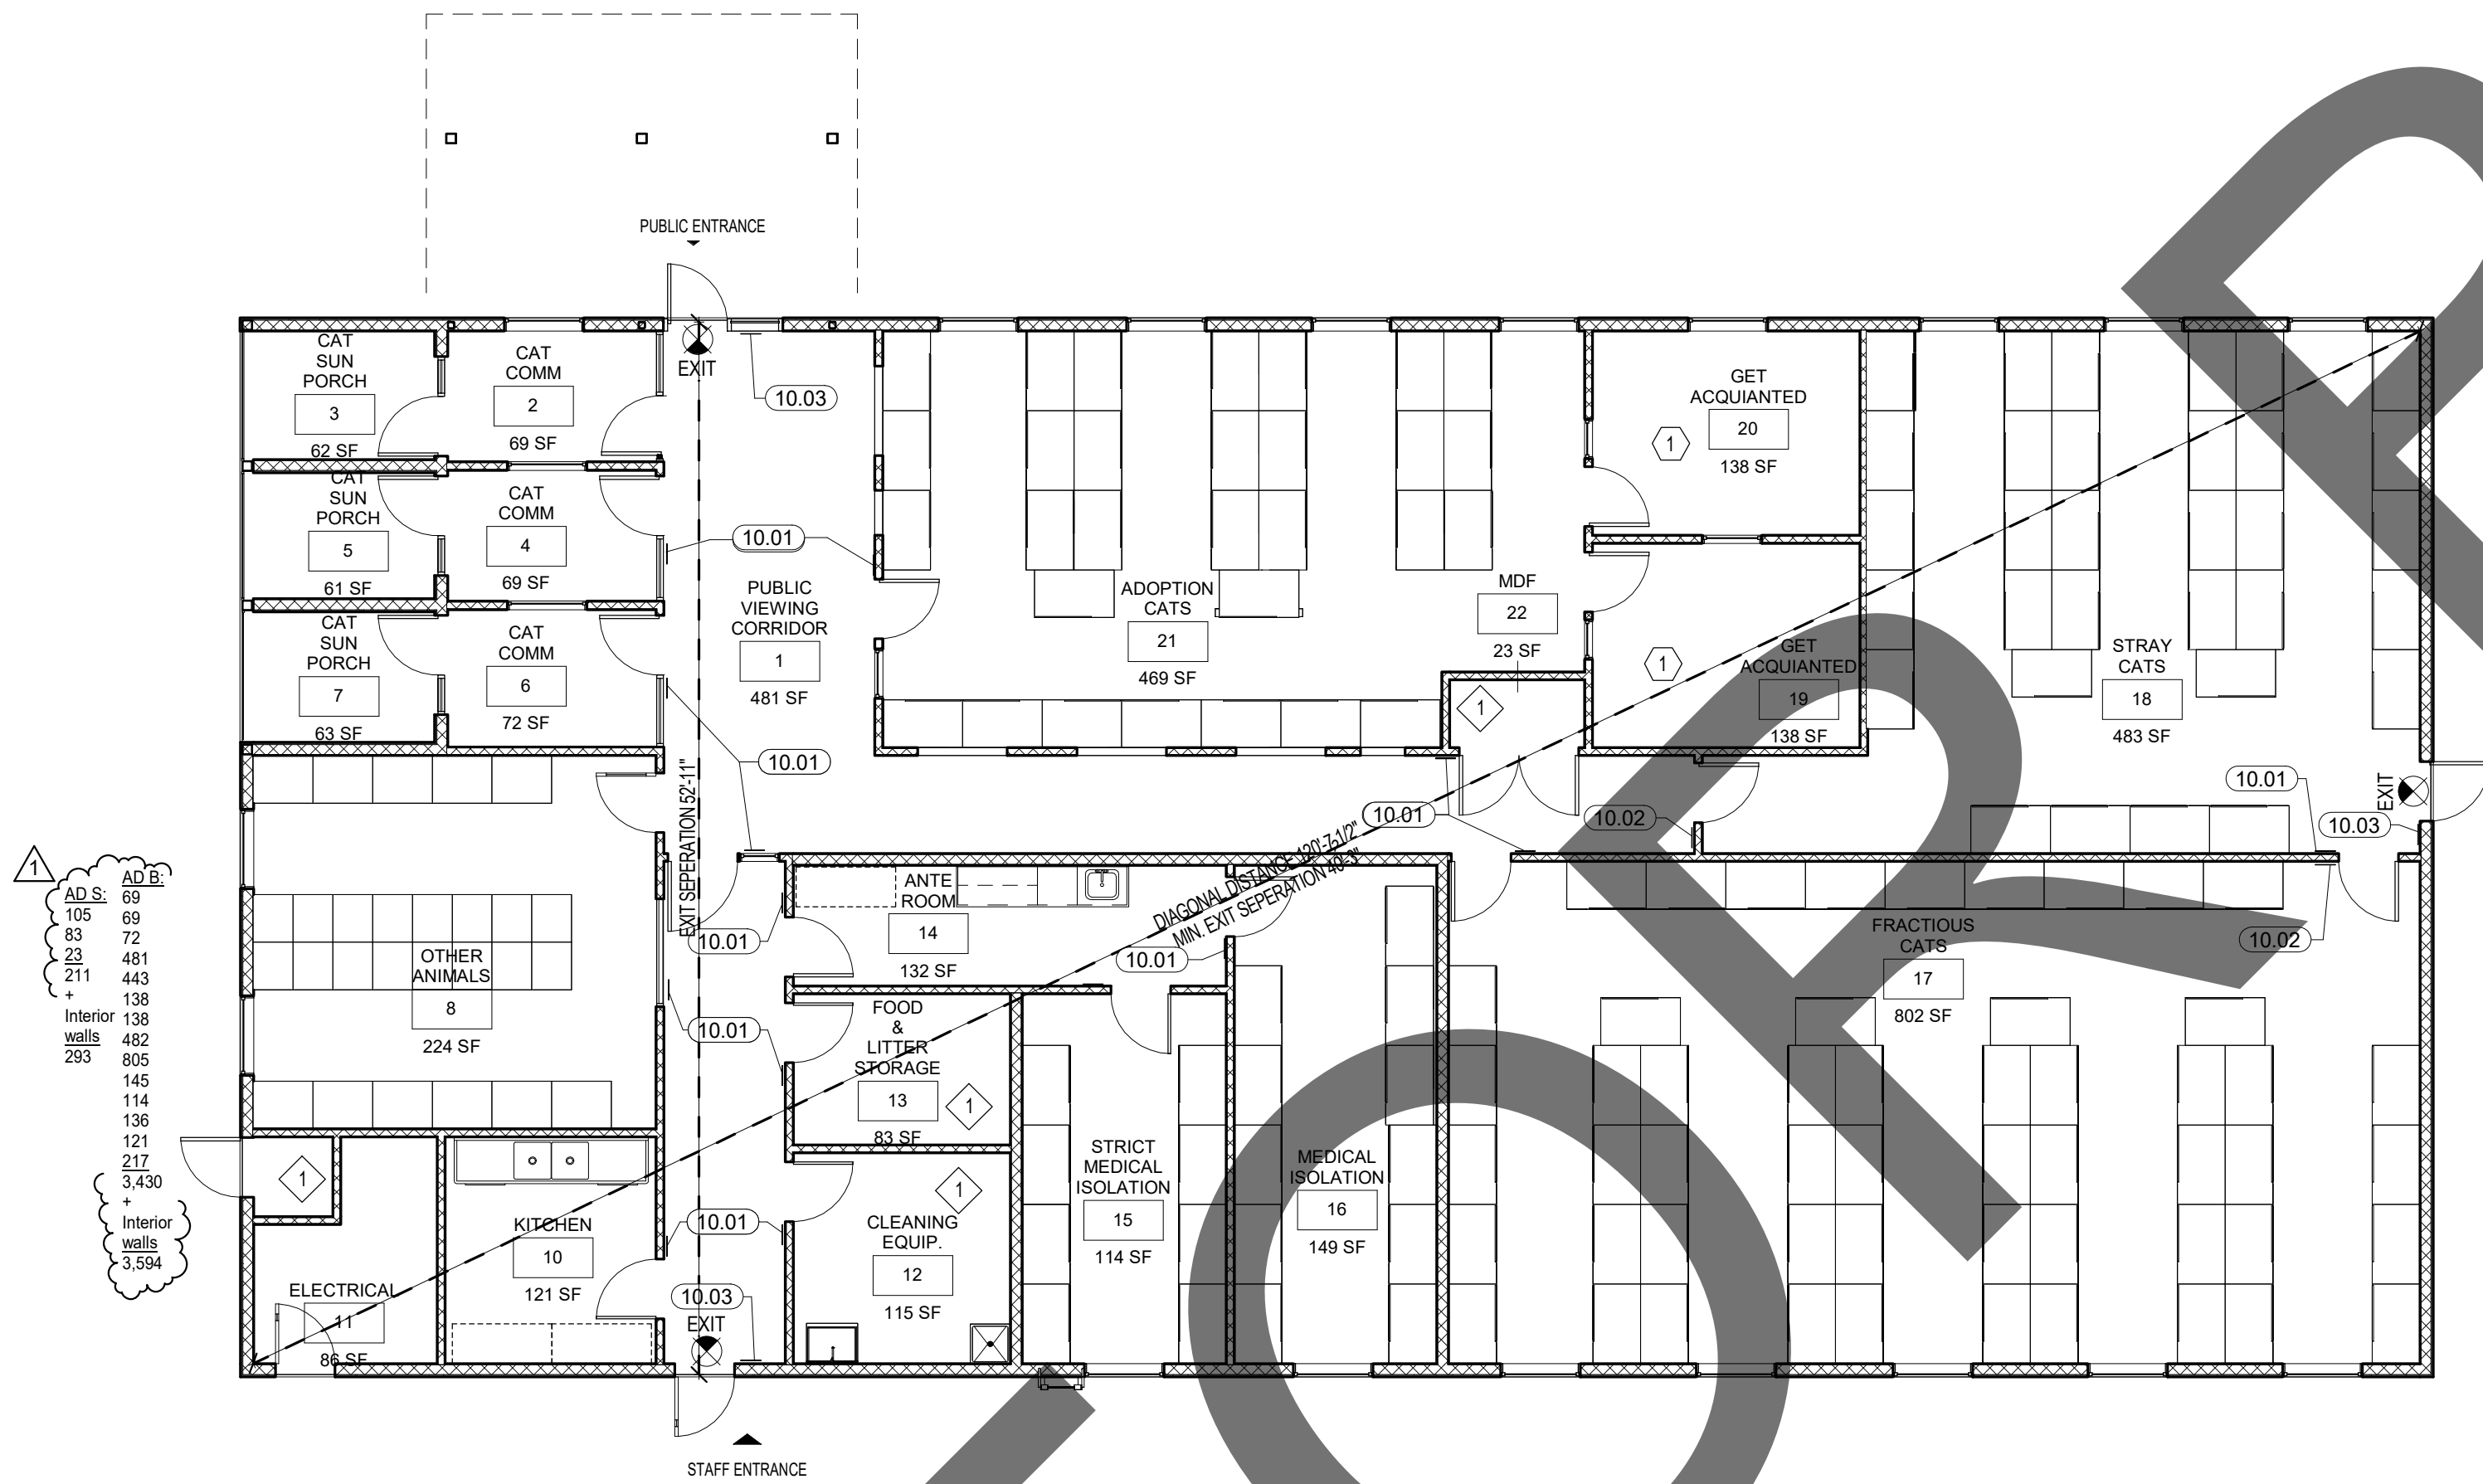 PUBLIC ENTRANCE
EXIT
10.03
CAT
SUN
PORCH
3
62 SF
CAT
COMM
2
69 SF
CAT
SUN
PORCH
5
61 SF
CAT
COMM
4
69 SF
CAT
SUN
PORCH
7
63 SF
CAT
COMM
6
72 SF
10.01
PUBLIC
VIEWING
CORRIDOR
1
481 SF
10.01
ADOPTION
CATS
21
469 SF
MDF
22
23 SF
1
GET
ACQUIANTED
20
138 SF
1
GET
ACQUIANTED
19
138 SF
1
STRAY
CATS
18
483 SF
EXIT
10.01
10.03
10.02
10.01
10.02
EXIT SEPERATION 52'-11"
DIAGONAL DISTANCE 120'-7 1/2"
MIN. EXIT SEPERATION 40'-3"
1
AD S:
105
83
23
211
+
Interior
walls
293
AD B:
69
69
72
481
443
138
138
482
805
145
114
136
121
217
3,430
+
Interior
walls
3,594
OTHER
ANIMALS
8
224 SF
10.01
ANTE
ROOM
14
132 SF
10.01
10.01
FOOD
&
LITTER
STORAGE
13
83 SF
1
FRACTIOUS
CATS
17
802 SF
STRICT
MEDICAL
ISOLATION
15
114 SF
MEDICAL
ISOLATION
16
149 SF
1
KITCHEN
10
121 SF
10.01
CLEANING
EQUIP.
12
115 SF
1
ELECTRICAL
11
86 SF
10.03
EXIT
STAFF ENTRANCE